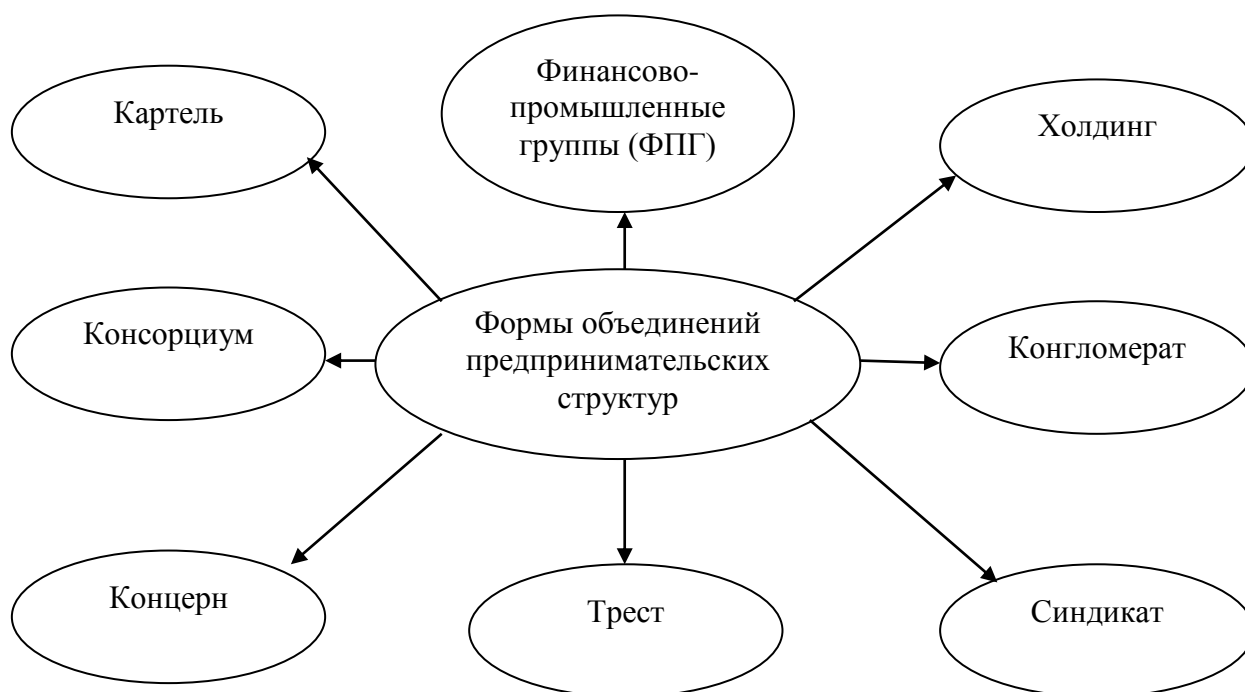 Финансово-
промышленные
группы (ФПГ)
Картель
Холдинг
Консорциум
Формы объединений
предпринимательских
структур
Конгломерат
Концерн
Трест
Синдикат